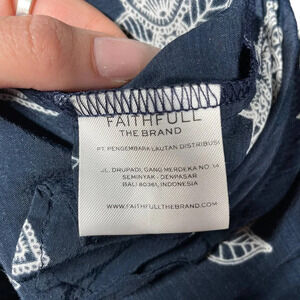 FAITHFULL
THE BRAND
PT. PENGEMBARA LAUTAN DISTRIBUSI
JL. DRUPADI, GANG MERDEKA NO. 14
SEMINYAK - DENPASAR
BALI 80361, INDONESIA
WWW.FAITHFULLTHEBRAND.COM